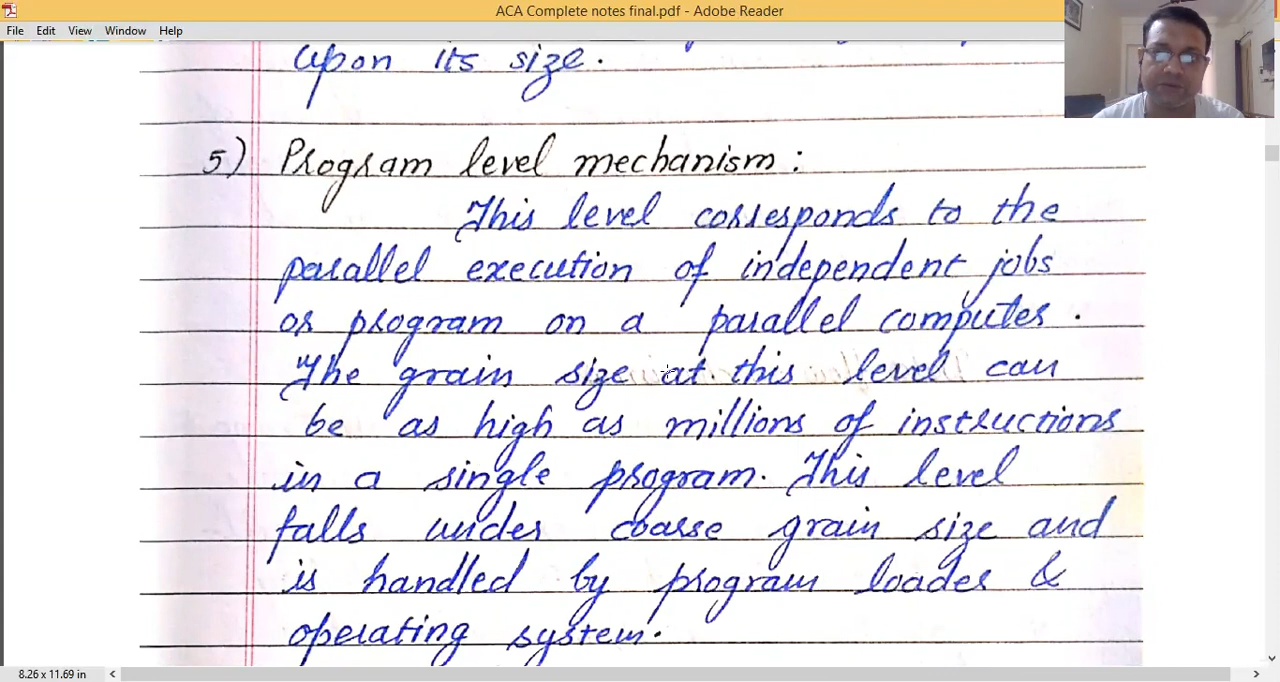 ACA Complete notes final.pdf - Adobe Reader
File Edit View Window Help
upon its size.
5) Program level mechanism :
This level corresponds to the
parallel execution of independent jobs
or program on a parallel computer.
The grain size at this level can
be as high as millions of instructions
in a single program. This level
falls under coarse grain size and
is handled by program loader &
operating system.
8.26 x 11.69 in